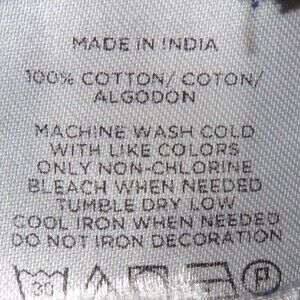 MADE IN INDIA
100% COTTON/ COTON/
ALGODON
MACHINE WASH COLD
WITH LIKE COLORS
ONLY NON-CHLORINE
BLEACH WHEN NEEDED
TUMBLE DRY LOW
COOL IRON WHEN NEEDED
DO NOT IRON DECORATION
30 P